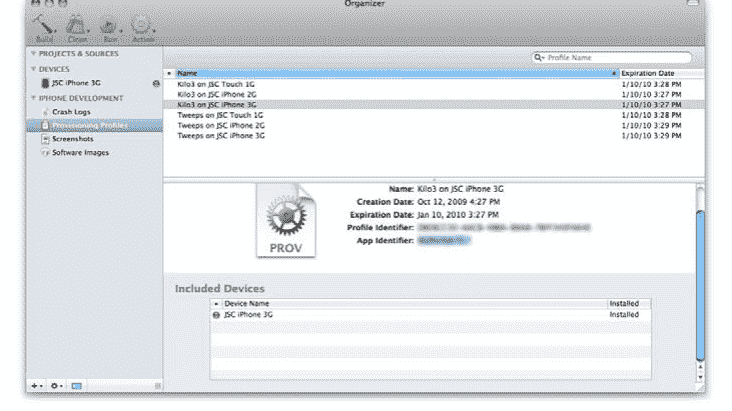 Organizer
Build Clean Run Action
PROJECTS & SOURCES
DEVICES
JSC iPhone 3G
IPHONE DEVELOPMENT
Crash Logs
Provisioning Profiles
Screenshots
Software Images
Profile Name
Name Expiration Date
Kilo3 on JSC Touch 1G 1/10/10 3:28 PM
Kilo3 on JSC iPhone 2G 1/10/10 3:27 PM
Kilo3 on JSC iPhone 3G 1/10/10 3:27 PM
Tweeps on JSC Touch 1G 1/10/10 3:28 PM
Tweeps on JSC iPhone 2G 1/10/10 3:29 PM
Tweeps on JSC iPhone 3G 1/10/10 3:29 PM
PROV
Name: Kilo3 on JSC iPhone 3G
Creation Date: Oct 12, 2009 4:27 PM
Expiration Date: Jan 10, 2010 3:27 PM
Profile Identifier:
App Identifier:
Included Devices
Device Name Installed
JSC iPhone 3G Installed